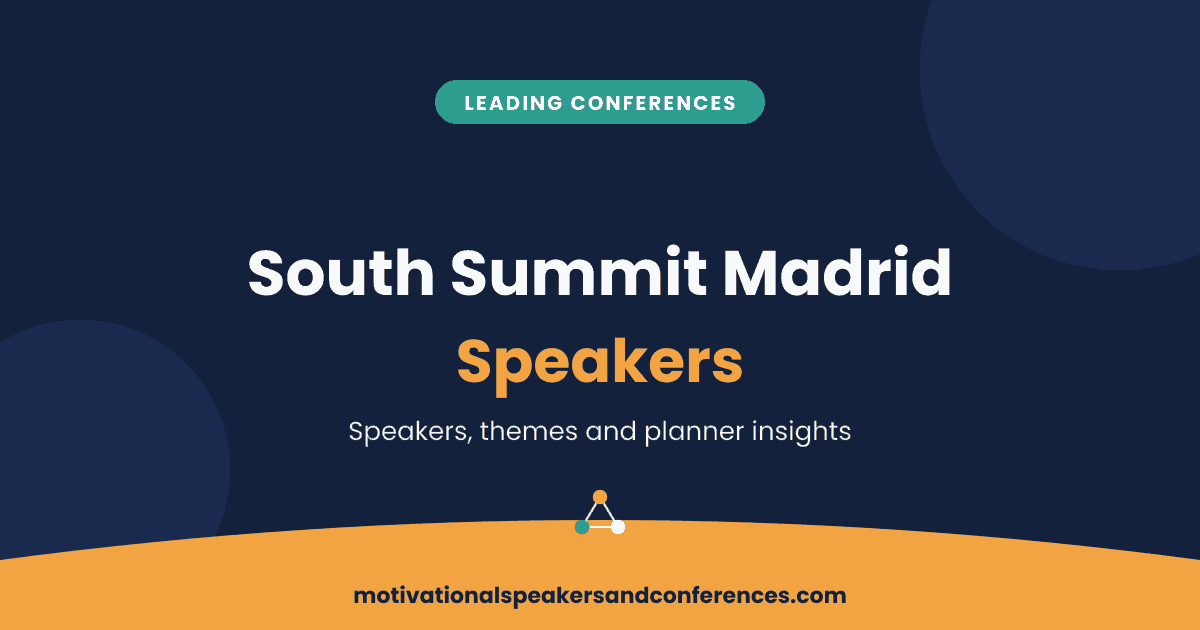 LEADING CONFERENCES
South Summit Madrid
Speakers
Speakers, themes and planner insights
motivationalspeakersandconferences.com